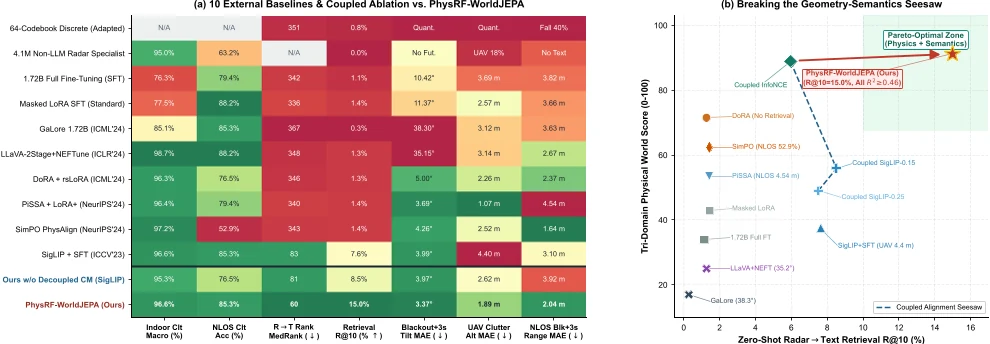 (a) 10 External Baselines & Coupled Ablation vs. PhysRF-WorldJEPA
64-Codebook Discrete (Adapted) N/A N/A 351 0.8% Quant. Quant. Fall 40%
4.1M Non-LLM Radar Specialist 95.0% 63.2% N/A 0.0% No Fut. UAV 18% No Text
1.72B Full Fine-Tuning (SFT) 76.3% 79.4% 342 1.1% 10.42° 3.69 m 3.82 m
Masked LoRA SFT (Standard) 77.5% 88.2% 336 1.4% 11.37° 2.57 m 3.66 m
GaLore 1.72B (ICML'24) 85.1% 85.3% 367 0.3% 38.30° 3.12 m 3.63 m
LLaVA-2Stage+NEFTune (ICLR'24) 98.7% 88.2% 348 1.3% 35.15° 3.14 m 2.67 m
DoRA + rsLoRA (ICML'24) 96.3% 76.5% 346 1.3% 5.00° 2.26 m 2.37 m
PiSSA + LoRA+ (NeurIPS'24) 96.4% 79.4% 340 1.4% 3.69° 1.07 m 4.54 m
SimPO PhysAlign (NeurIPS'24) 97.2% 52.9% 343 1.4% 4.26° 2.52 m 1.64 m
SigLIP + SFT (ICCV'23) 96.6% 85.3% 83 7.6% 3.99° 4.40 m 3.10 m
Ours w/o Decoupled CM (SigLIP) 95.3% 76.5% 81 8.5% 3.97° 2.62 m 3.92 m
PhysRF-WorldJEPA (Ours) 96.6% 85.3% 60 15.0% 3.37° 1.89 m 2.04 m
Indoor Clt NLOS Clt R→T Rank Retrieval Blackout+3s UAV Clutter NLOS Blk+3s
Macro (%) Acc (%) MedRank (↓) R@10 (% ↑) Tilt MAE (↓) Alt MAE (↓) Range MAE (↓)
(b) Breaking the Geometry-Semantics Seesaw
Tri-Domain Physical World Score (0-100)
100
80
60
40
20
Pareto-Optimal Zone
(Physics + Semantics)
Coupled InfoNCE
PhysRF-WorldJEPA (Ours)
(R@10=15.0%, All R³≥0.46)
DoRA (No Retrieval)
SimPO (NLOS 52.9%)
Coupled SigLIP-0.15
PiSSA (NLOS 4.54 m)
Coupled SigLIP-0.25
Masked LoRA
1.72B Full FT
SigLIP+SFT (UAV 4.4 m)
LLaVA+NEFT (35.2°)
GaLore (38.3°)
Coupled Alignment Seesaw
0 2 4 6 8 10 12 14 16
Zero-Shot Radar→Text Retrieval R@10 (%)